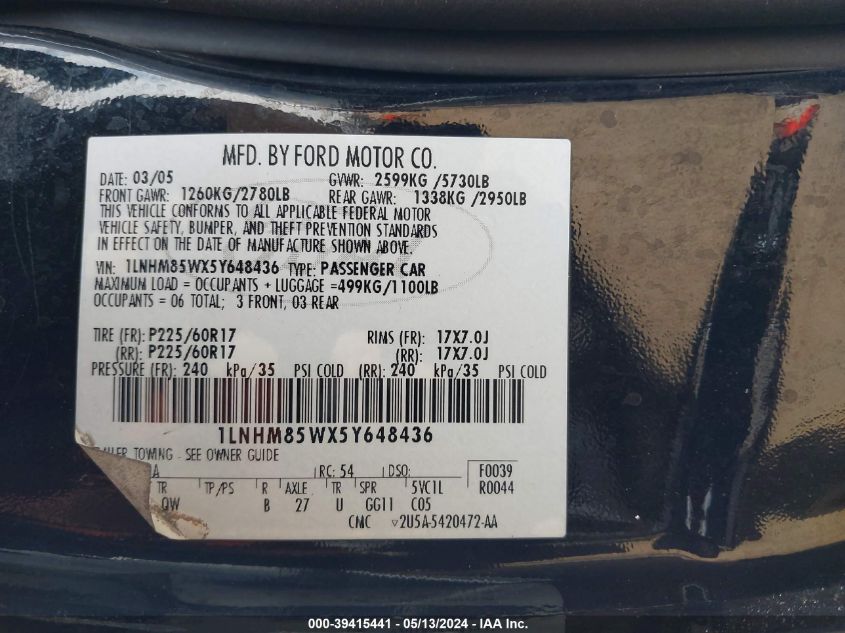 MFD. BY FORD MOTOR CO.
DATE: 03/05 GVWR: 2599KG /5730LB
FRONT GAWR: 1260KG/2780LB REAR GAWR: 1338KG /2950LB
THIS VEHICLE CONFORMS TO ALL APPLICABLE FEDERAL MOTOR
VEHICLE SAFETY, BUMPER, AND THEFT PREVENTION STANDARDS
IN EFFECT ON THE DATE OF MANUFACTURE SHOWN ABOVE.
VIN: 1LNHM85WX5Y648436 TYPE: PASSENGER CAR
MAXIMUM LOAD = OCCUPANTS + LUGGAGE =499KG/1100LB
OCCUPANTS = 06 TOTAL; 3 FRONT, 03 REAR
TIRE (FR): P225/60R17 RIMS (FR): 17X7.0J
(RR): P225/60R17 (RR): 17X7.0J
PRESSURE (FR): 240 kPa/35 PSI COLD (RR): 240 kPa/35 PSI COLD
1LNHM85WX5Y648436
TOWING - SEE OWNER GUIDE
A RC: 54 DSO: F0039
TR TP/PS R AXLE TR SPR 5VC1L R0044
QW B 27 U GG11 C05
CMC 2U5A-5420472-AA
000-39415441 - 05/13/2024 - IAA Inc.